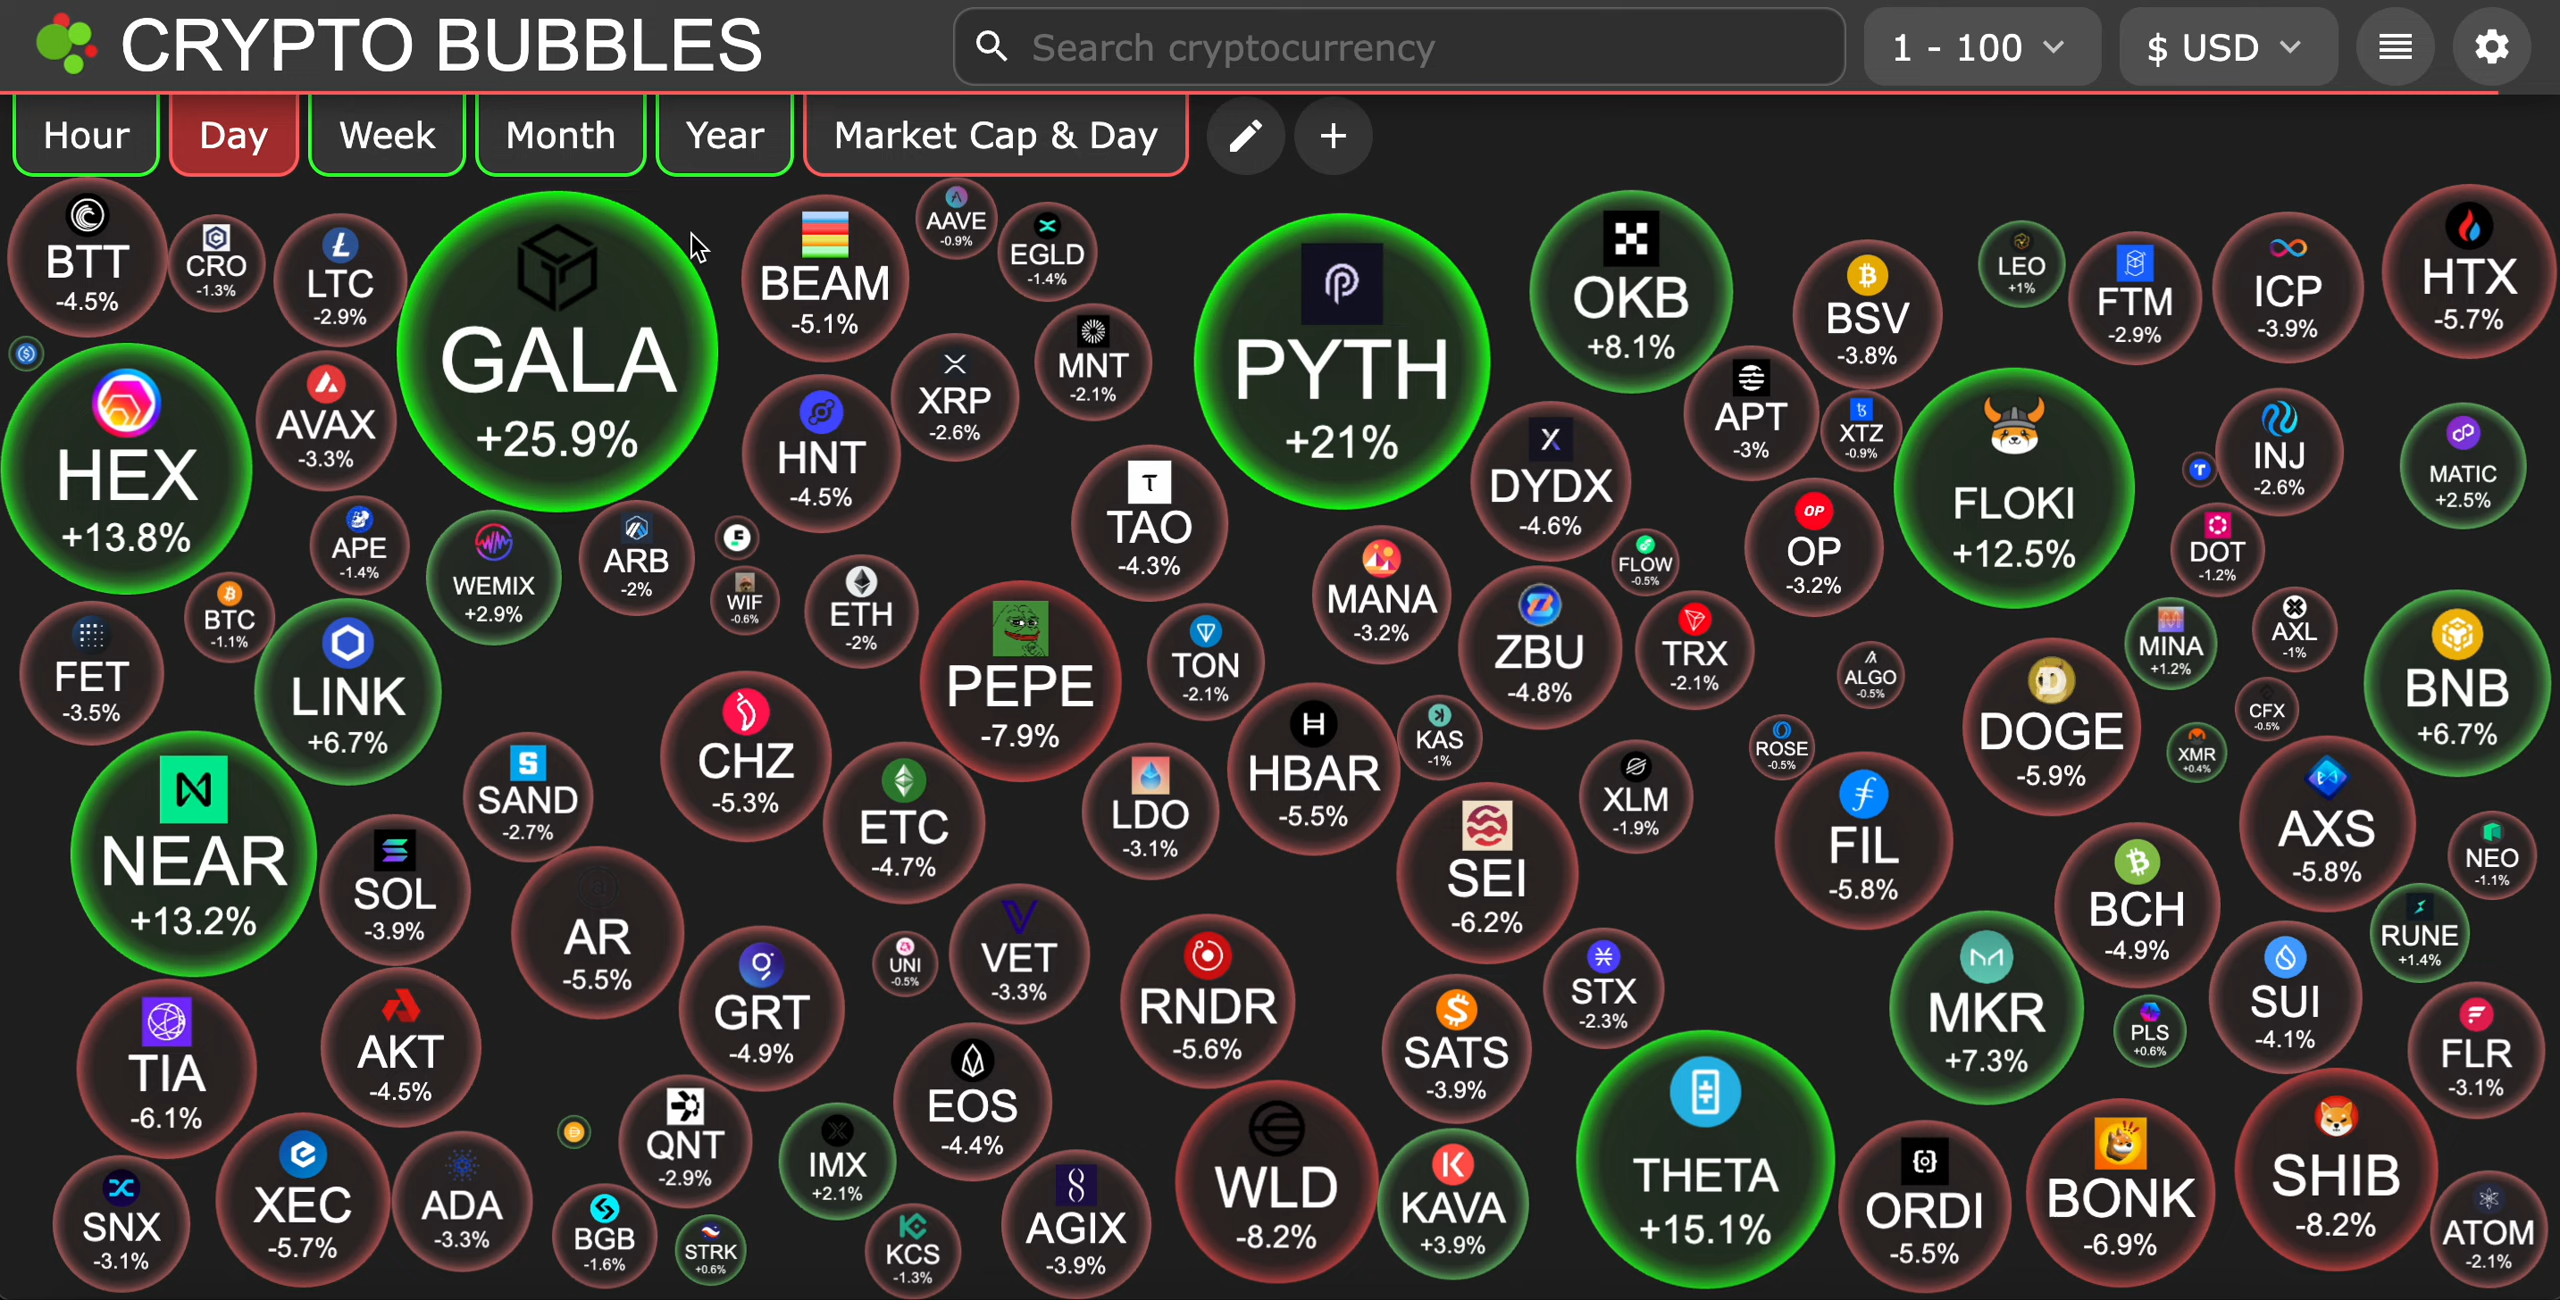 CRYPTO BUBBLES
Search cryptocurrency
1 - 100
$ USD
Hour
Day
Week
Month
Year
Market Cap & Day
BTT
-4.5%
CRO
-1.3%
LTC
-2.9%
GALA
+25.9%
BEAM
-5.1%
AAVE
-0.9%
EGLD
-1.4%
PYTH
+21%
OKB
+8.1%
BSV
-3.8%
LEO
+1%
FTM
-2.9%
ICP
-3.9%
HTX
-5.7%
HEX
+13.8%
AVAX
-3.3%
HNT
-4.5%
XRP
-2.6%
MNT
-2.1%
DYDX
-4.6%
APT
-3%
XTZ
-0.9%
FLOKI
+12.5%
INJ
-2.6%
MATIC
+2.5%
APE
-1.4%
WEMIX
+2.9%
ARB
-2%
TAO
-4.3%
OP
-3.2%
DOT
-1.2%
BTC
-1.1%
WIF
-0.6%
ETH
-2%
MANA
-3.2%
FLOW
-0.5%
FET
-3.5%
LINK
+6.7%
PEPE
-7.9%
TON
-2.1%
ZBU
-4.8%
TRX
-2.1%
ALGO
-0.5%
MINA
+1.2%
AXL
-1%
BNB
+6.7%
DOGE
-5.9%
CFX
-0.5%
NEAR
+13.2%
SAND
-2.7%
CHZ
-5.3%
ETC
-4.7%
LDO
-3.1%
HBAR
-5.5%
KAS
-1%
XLM
-1.9%
ROSE
-0.5%
XMR
+0.4%
SOL
-3.9%
AR
-5.5%
SEI
-6.2%
FIL
-5.8%
AXS
-5.8%
NEO
-1.1%
BCH
-4.9%
RUNE
+1.4%
TIA
-6.1%
AKT
-4.5%
GRT
-4.9%
UNI
-0.5%
VET
-3.3%
RNDR
-5.6%
STX
-2.3%
MKR
+7.3%
PLS
+0.6%
SUI
-4.1%
FLR
-3.1%
SATS
-3.9%
EOS
-4.4%
QNT
-2.9%
IMX
+2.1%
SNX
-3.1%
XEC
-5.7%
ADA
-3.3%
BGB
-1.6%
STRK
+0.6%
KCS
-1.3%
AGIX
-3.9%
WLD
-8.2%
KAVA
+3.9%
THETA
+15.1%
ORDI
-5.5%
BONK
-6.9%
SHIB
-8.2%
ATOM
-2.1%